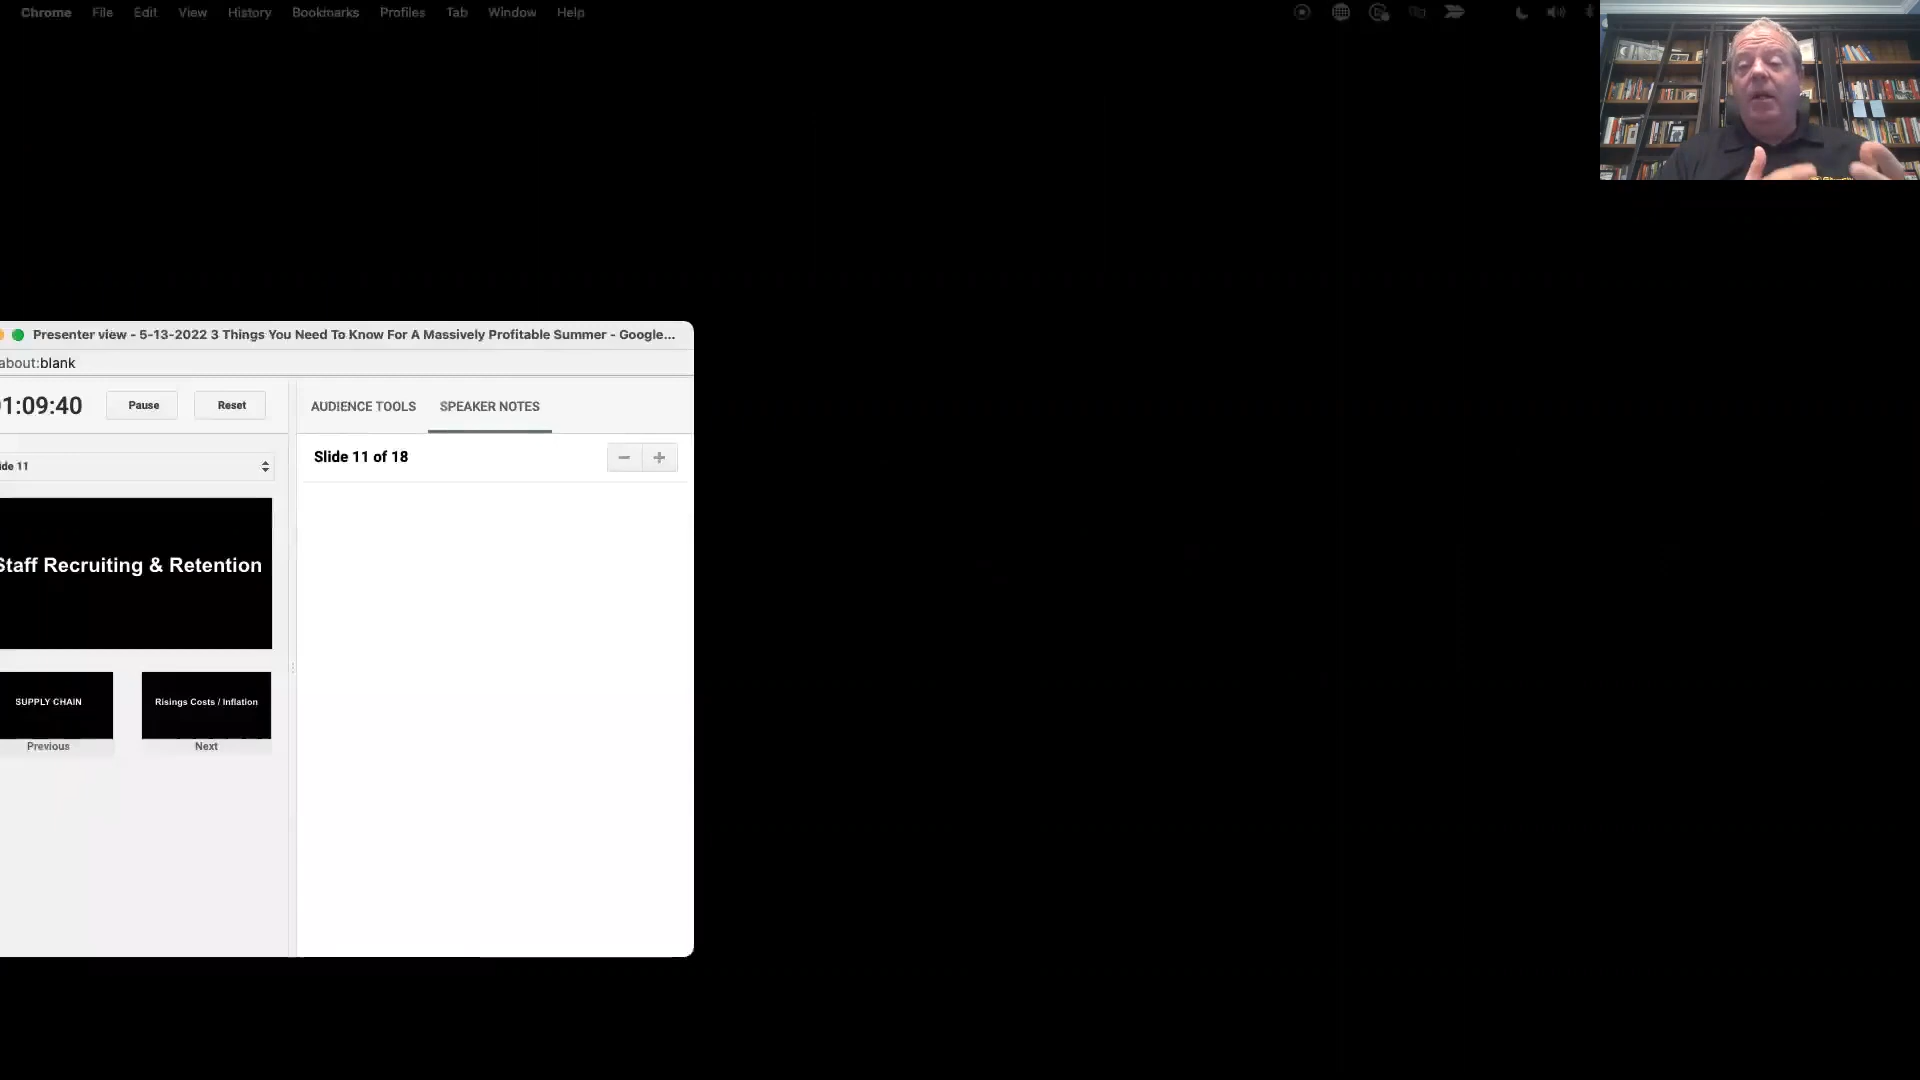 Chrome File Edit View History Bookmarks Profiles Tab Window Help
Presenter view - 5-13-2022 3 Things You Need To Know For A Massively Profitable Summer - Google...
about:blank
1:09:40 Pause Reset
AUDIENCE TOOLS SPEAKER NOTES
ide 11
Slide 11 of 18
− +
Staff Recruiting & Retention
SUPPLY CHAIN
Previous
Risings Costs / Inflation
Next